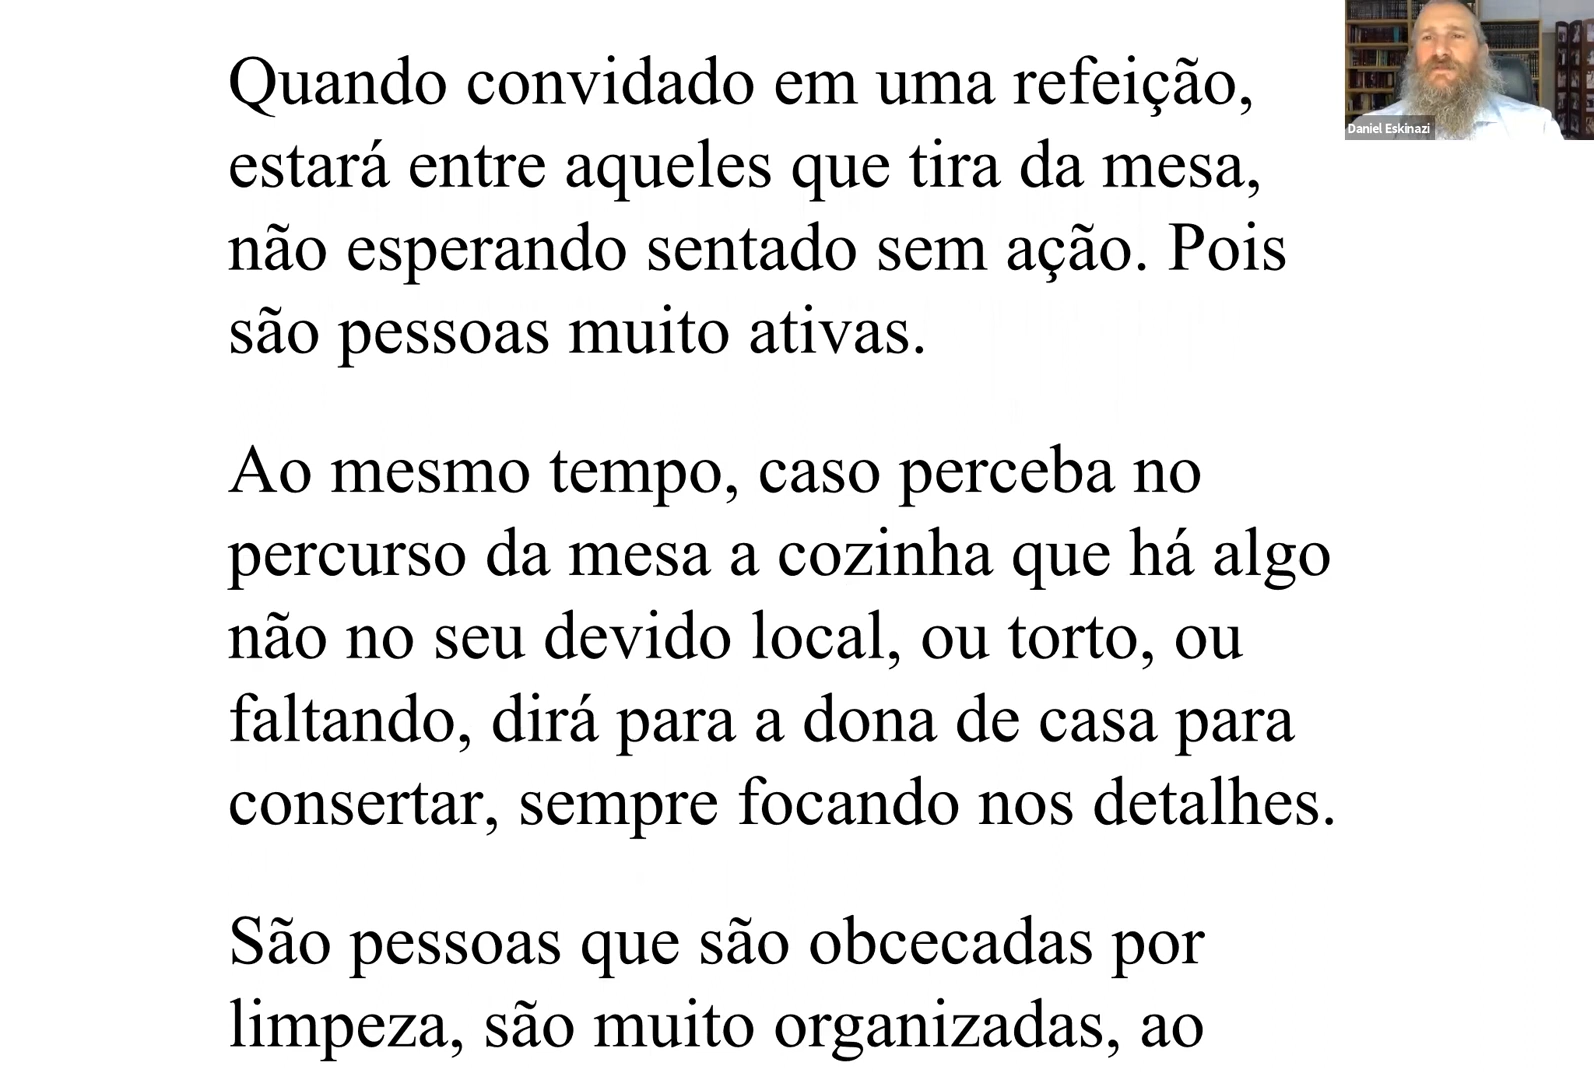 Quando convidado em uma refeição,
estará entre aqueles que tira da mesa,
não esperando sentado sem ação. Pois
são pessoas muito ativas.
Ao mesmo tempo, caso perceba no
percurso da mesa a cozinha que há algo
não no seu devido local, ou torto, ou
faltando, dirá para a dona de casa para
consertar, sempre focando nos detalhes.
São pessoas que são obcecadas por
limpeza, são muito organizadas, ao
Daniel Eskinazi